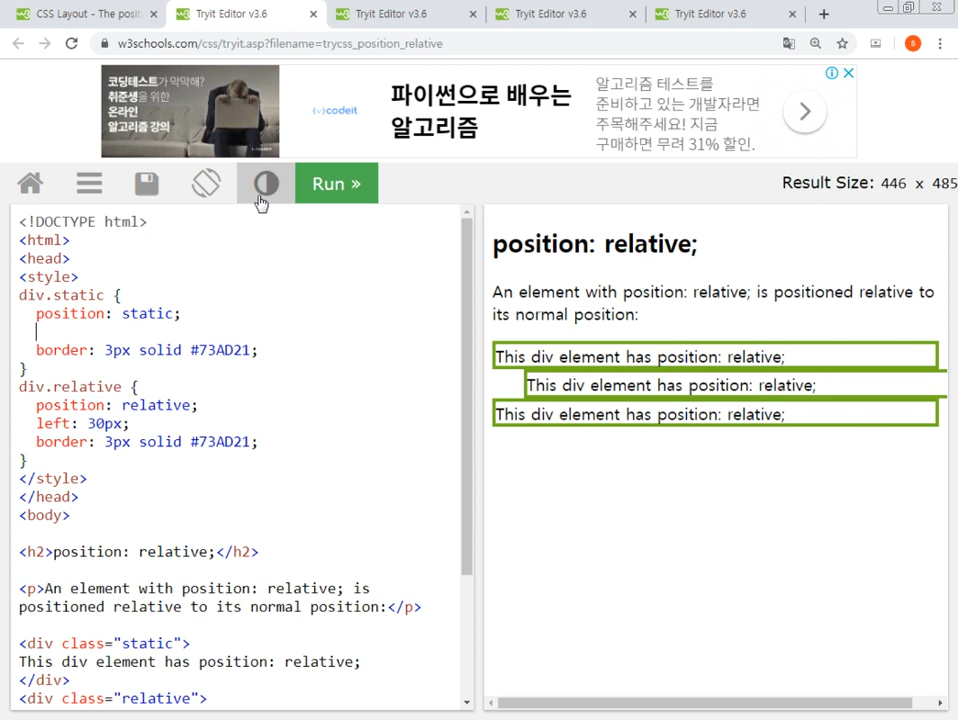 CSS Layout - The posit
Tryit Editor v3.6
Tryit Editor v3.6
Tryit Editor v3.6
Tryit Editor v3.6
w3schools.com/css/tryit.asp?filename=trycss_position_relative
S
코딩테스트가 막막해?
취준생을 위한
온라인
알고리즘 강의
codeit
파이썬으로 배우는
알고리즘
알고리즘 테스트를
준비하고 있는 개발자라면
주목해주세요! 지금
구매하면 무려 31% 할인.
Run »
Result Size: 446 x 485
<!DOCTYPE html>
<html>
<head>
<style>
div.static {
position: static;
border: 3px solid #73AD21;
}
div.relative {
position: relative;
left: 30px;
border: 3px solid #73AD21;
}
</style>
</head>
<body>
<h2>position: relative;</h2>
<p>An element with position: relative; is
positioned relative to its normal position:</p>
<div class="static">
This div element has position: relative;
</div>
<div class="relative">
position: relative;
An element with position: relative; is positioned relative to
its normal position:
This div element has position: relative;
This div element has position: relative;
This div element has position: relative;